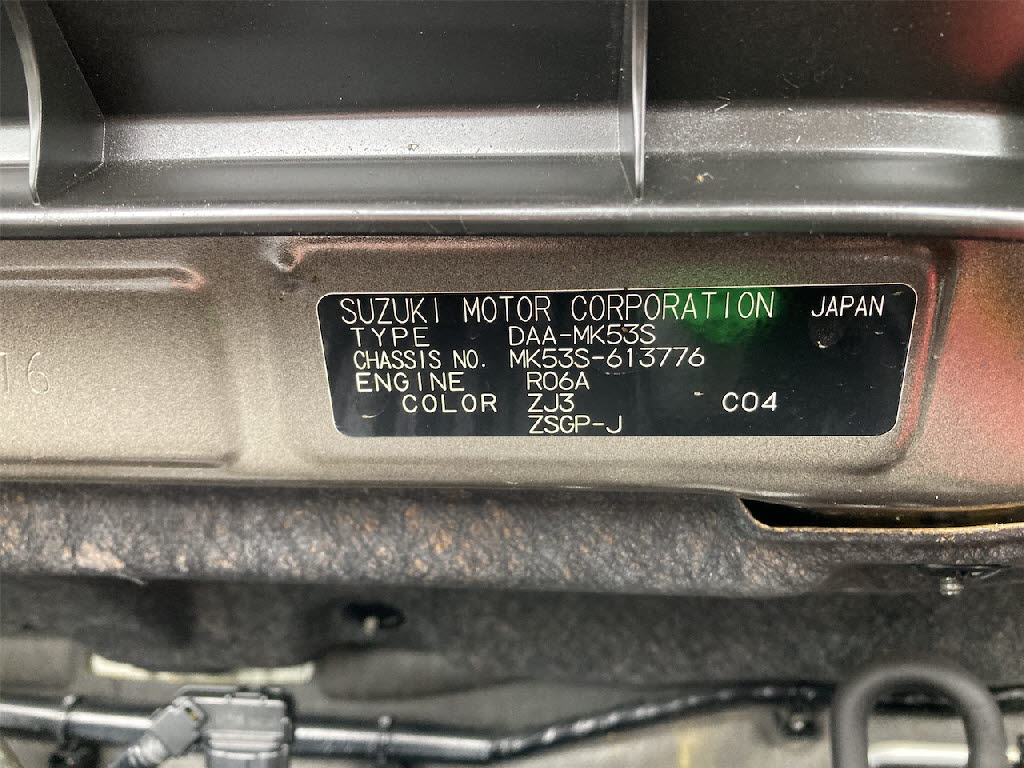 SUZUKI MOTOR CORPORATION JAPAN
TYPE DAA-MK53S
CHASSIS NO. MK53S-613776
ENGINE R06A
COLOR ZJ3 C04
ZSGP-J